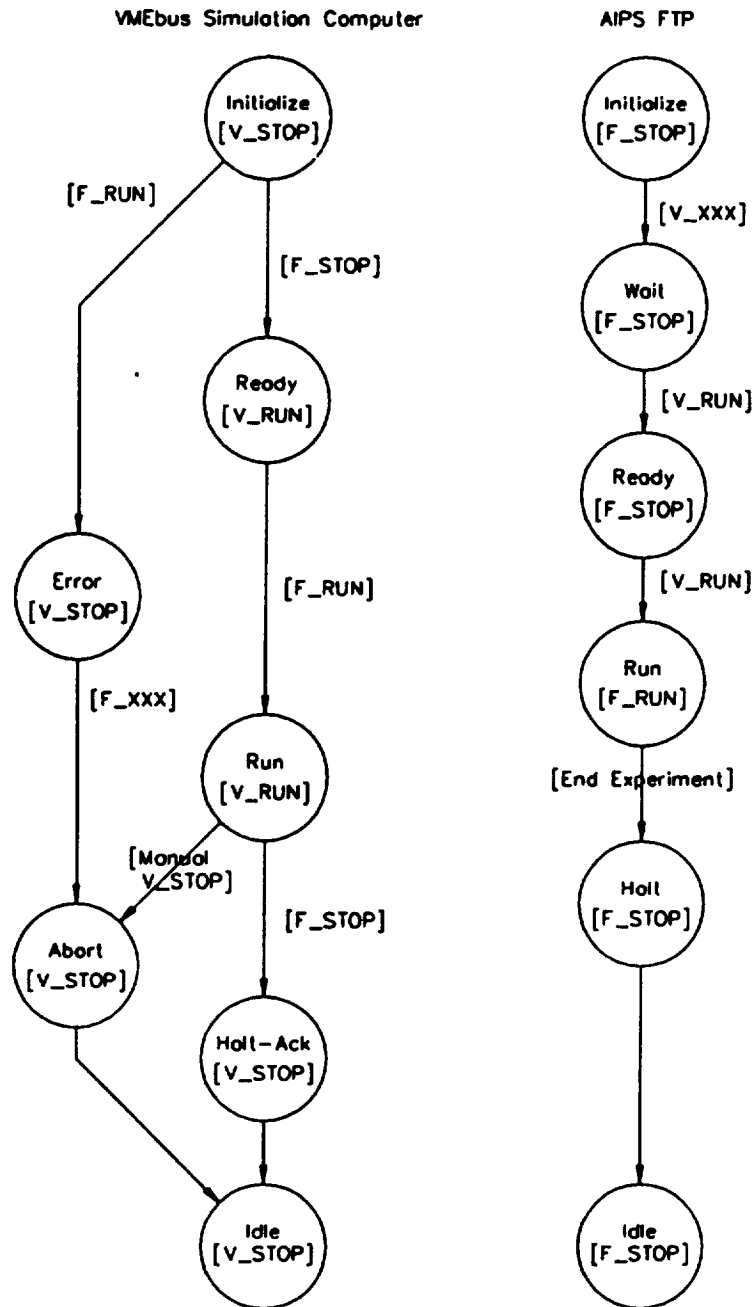 VMEbus Simulation Computer
AIPS FTP
Initialize
[V_STOP]
Initialize
[F_STOP]
[F_RUN]
[V_XXX]
[F_STOP]
Wait
[F_STOP]
Ready
[V_RUN]
[V_RUN]
Ready
[F_STOP]
Error
[V_STOP]
[F_RUN]
[V_RUN]
Run
[F_RUN]
[F_XXX]
Run
[V_RUN]
[End Experiment]
[Manual
V_STOP]
[F_STOP]
Halt
[F_STOP]
Abort
[V_STOP]
Halt-Ack
[V_STOP]
Idle
[V_STOP]
Idle
[F_STOP]